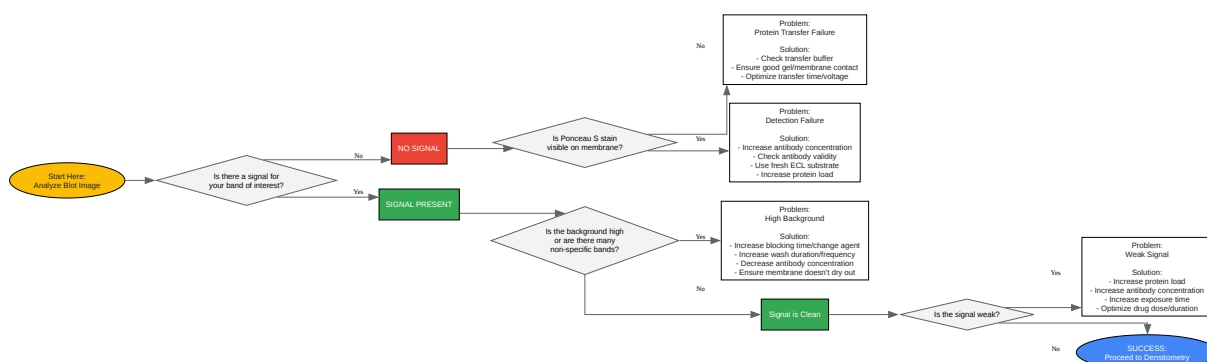 Start Here:
Analyze Blot Image
Is there a signal for
your band of interest?
No
NO SIGNAL
Yes
SIGNAL PRESENT
Is Ponceau S stain
visible on membrane?
No
Problem:
Protein Transfer Failure
Solution:
- Check transfer buffer
- Ensure good gel/membrane contact
- Optimize transfer time/voltage
Yes
Problem:
Detection Failure
Solution:
- Increase antibody concentration
- Check antibody validity
- Use fresh ECL substrate
- Increase protein load
Is the background high
or are there many
non-specific bands?
Yes
Problem:
High Background
Solution:
- Increase blocking time/change agent
- Increase wash duration/frequency
- Decrease antibody concentration
- Ensure membrane doesn't dry out
No
Signal is Clean
Is the signal weak?
Yes
Problem:
Weak Signal
Solution:
- Increase protein load
- Increase antibody concentration
- Increase exposure time
- Optimize drug dose/duration
No
SUCCESS:
Proceed to Densitometry